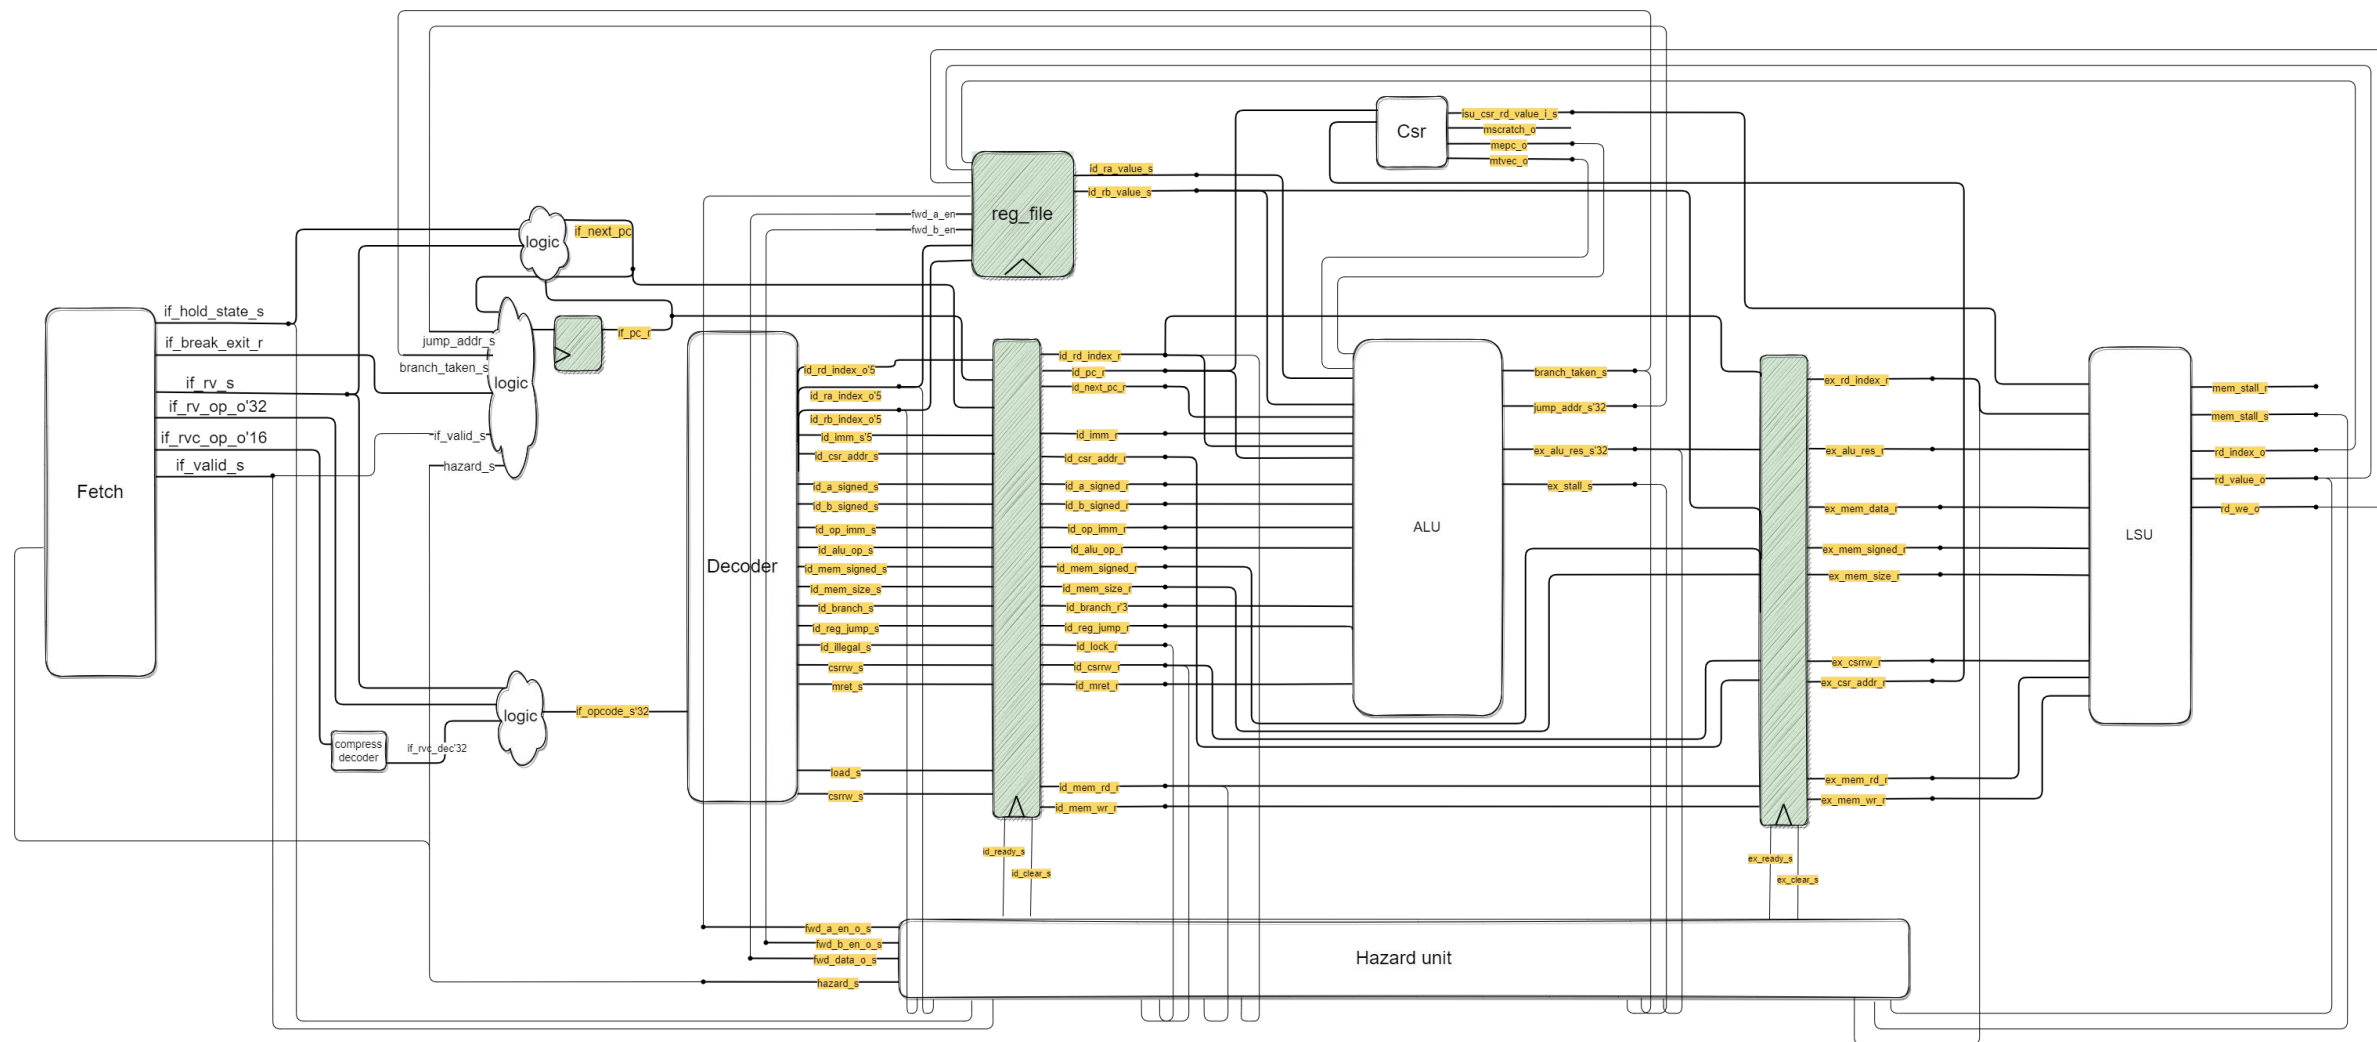 Fetch
if_hold_state_s
if_break_exit_r
if_rv_s
if_rv_op_o'32
if_rvc_op_o'16
if_valid_s
logic
if_next_pc
jump_addr_s
branch_taken_s
logic
if_valid_s
hazard_s
if_pc_r
compress
decoder
if_rvc_dec'32
logic
if_opcode_s'32
Decoder
id_rd_index_o'5
id_ra_index_o'5
id_rb_index_o'5
id_imm_s'5
id_csr_addr_s
id_a_signed_s
id_b_signed_s
id_op_imm_s
id_alu_op_s
id_mem_signed_s
id_mem_size_s
id_branch_s
id_reg_jump_s
id_illegal_s
csrrw_s
mret_s
load_s
csrrw_s
fwd_a_en
fwd_b_en
reg_file
id_ra_value_s
id_rb_value_s
id_rd_index_r
id_pc_r
id_next_pc_r
id_imm_r
id_csr_addr_r
id_a_signed_r
id_b_signed_r
id_op_imm_r
id_alu_op_r
id_mem_signed_r
id_mem_size_r
id_branch_r'3
id_reg_jump_r
id_lock_r
id_csrrw_r
id_mret_r
id_mem_rd_r
id_mem_wr_r
id_ready_s
id_clear_s
Csr
isu_csr_rd_value_i_s
mscratch_o
mepc_o
mtvec_o
ALU
branch_taken_s
jump_addr_s'32
ex_alu_res_s'32
ex_stall_s
ex_rd_index_r
ex_alu_res_r
ex_mem_data_r
ex_mem_signed_r
ex_mem_size_r
ex_csrrw_r
ex_csr_addr_r
ex_mem_rd_r
ex_mem_wr_r
ex_ready_s
ex_clear_s
LSU
mem_stall_r
mem_stall_s
rd_index_o
rd_value_o
rd_we_o
fwd_a_en_o_s
fwd_b_en_o_s
fwd_data_o_s
hazard_s
Hazard unit